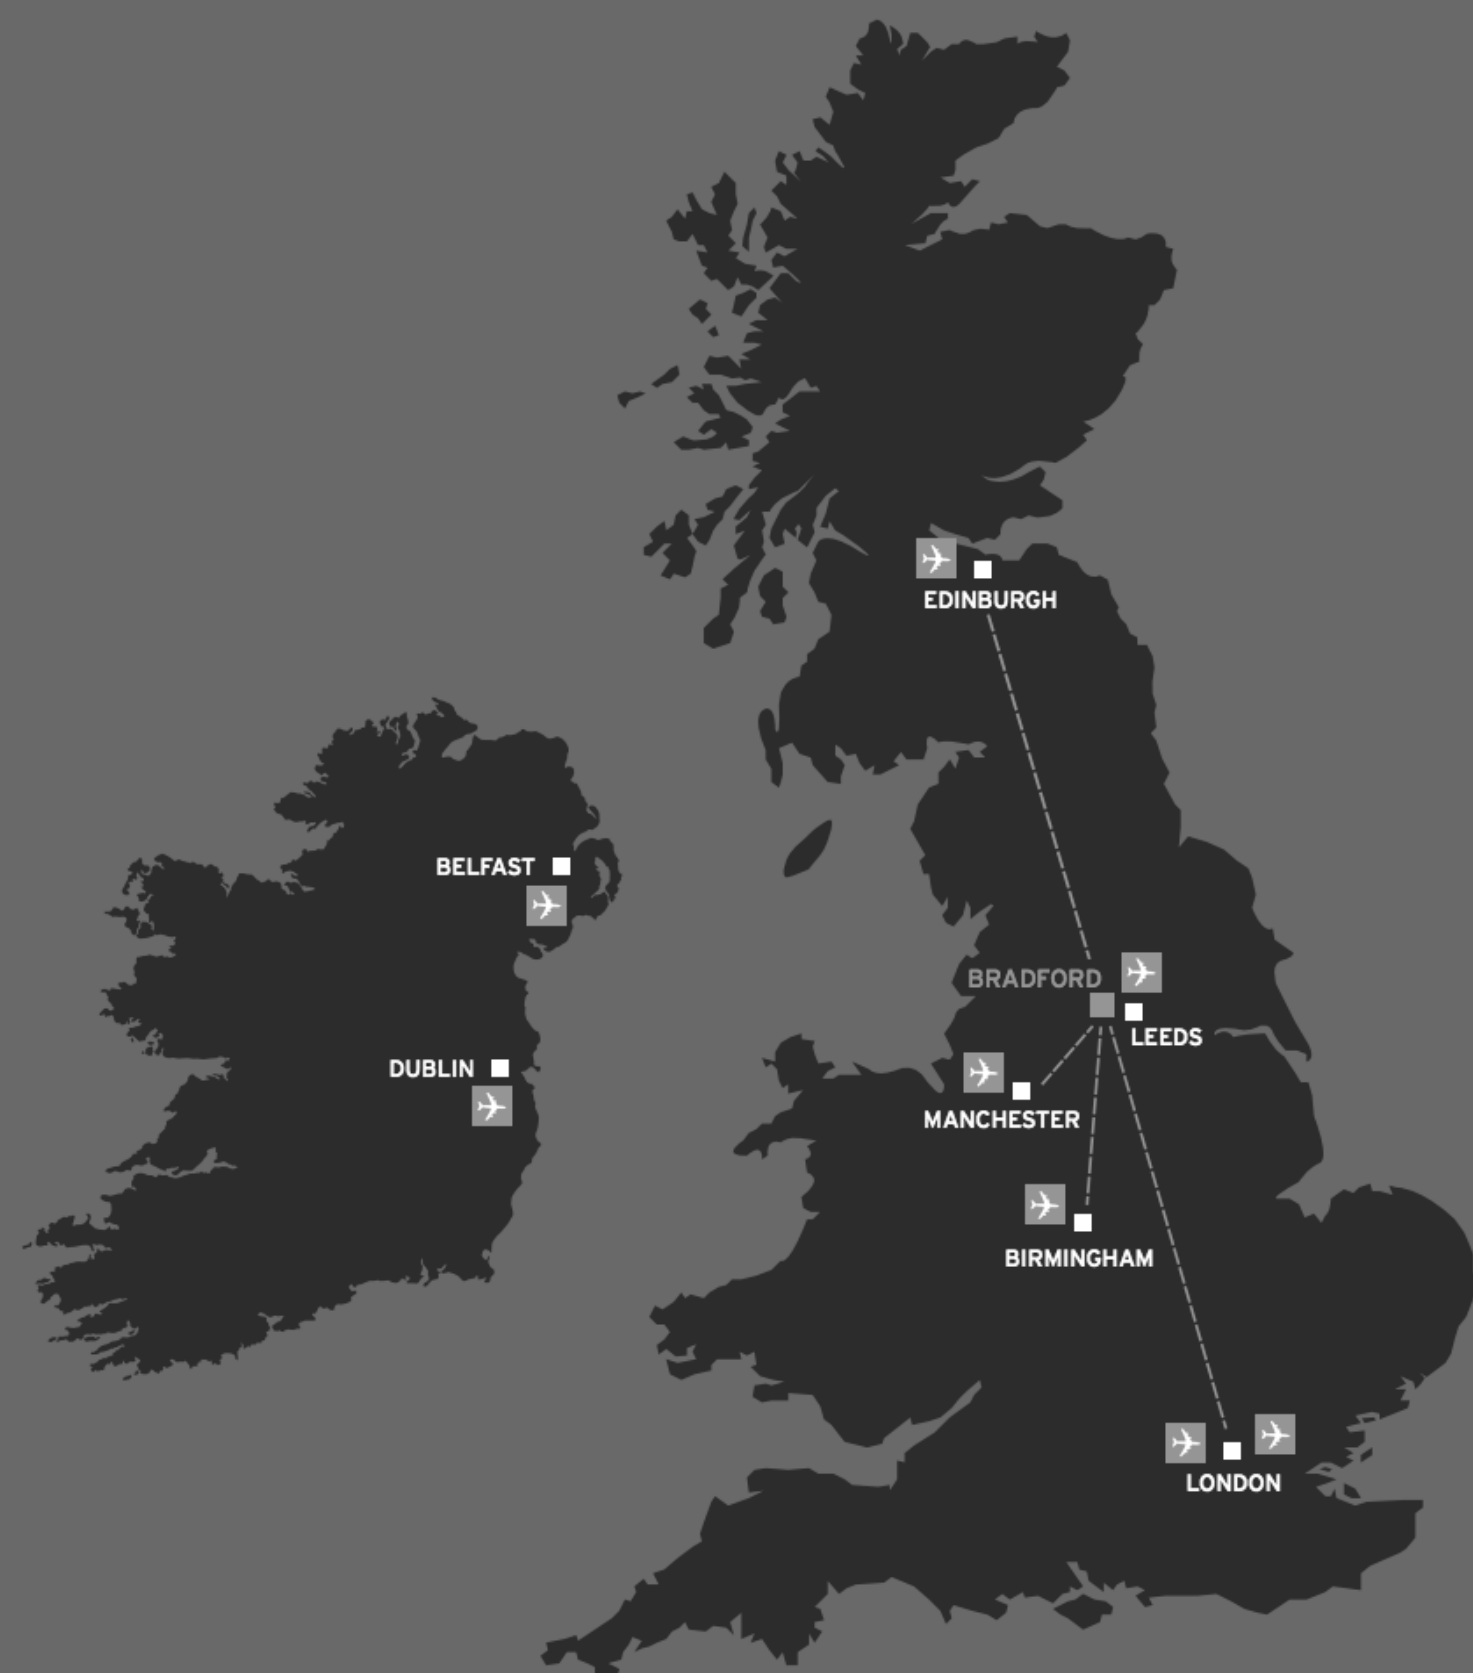 EDINBURGH
BELFAST
BRADFORD
LEEDS
DUBLIN
MANCHESTER
BIRMINGHAM
LONDON